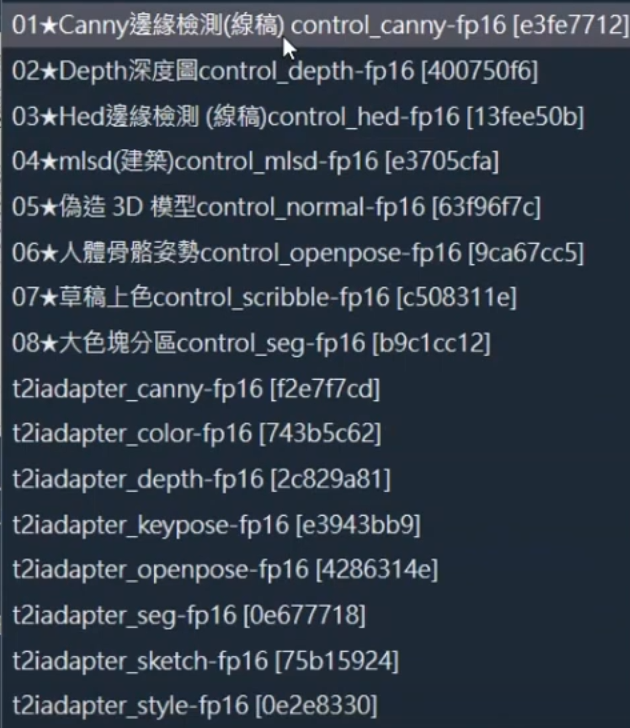 01★Canny邊緣檢測(線稿) control_canny-fp16 [e3fe7712]
02★Depth深度圖control_depth-fp16 [400750f6]
03★Hed邊緣檢測 (線稿)control_hed-fp16 [13fee50b]
04★mlsd(建築)control_mlsd-fp16 [e3705cfa]
05★偽造 3D 模型control_normal-fp16 [63f96f7c]
06★人體骨骼姿勢control_openpose-fp16 [9ca67cc5]
07★草稿上色control_scribble-fp16 [c508311e]
08★大色塊分區control_seg-fp16 [b9c1cc12]
t2iadapter_canny-fp16 [f2e7f7cd]
t2iadapter_color-fp16 [743b5c62]
t2iadapter_depth-fp16 [2c829a81]
t2iadapter_keypose-fp16 [e3943bb9]
t2iadapter_openpose-fp16 [4286314e]
t2iadapter_seg-fp16 [0e677718]
t2iadapter_sketch-fp16 [75b15924]
t2iadapter_style-fp16 [0e2e8330]